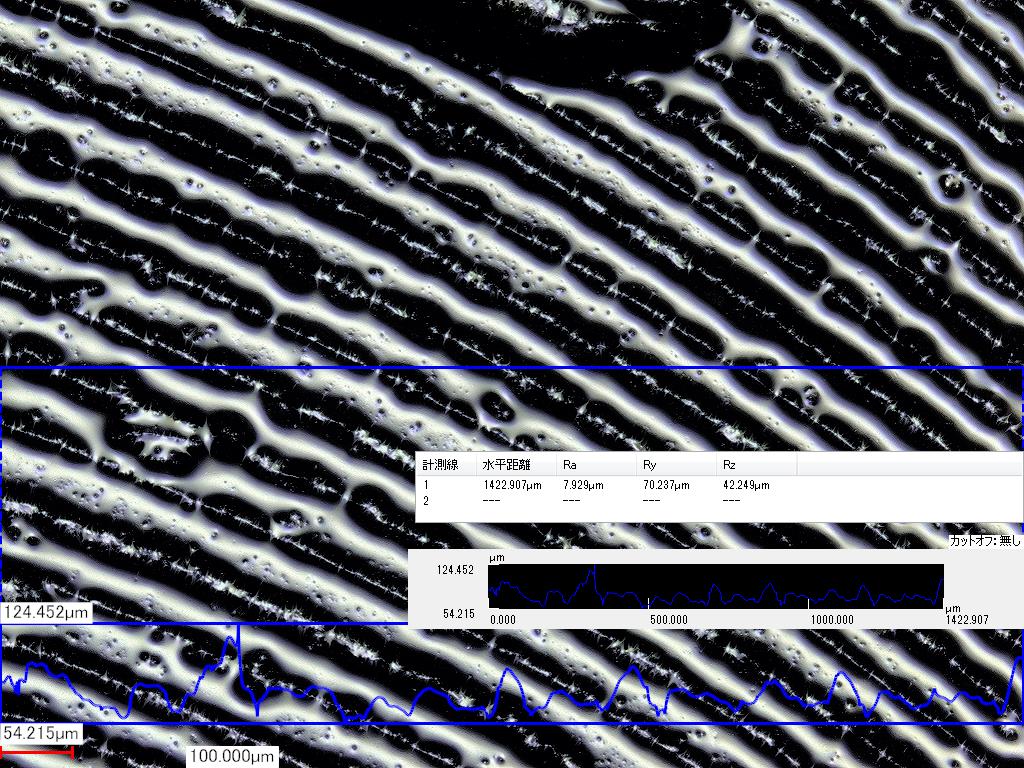 計測線 水平距離 Ra Ry Rz
1 1422.907μm 7.929μm 70.237μm 42.249μm
2 --- --- --- ---
カットオフ: 無し
μm
124.452
54.215
0.000 500.000 1000.000 1422.907
μm
124.452μm
54.215μm
100.000μm